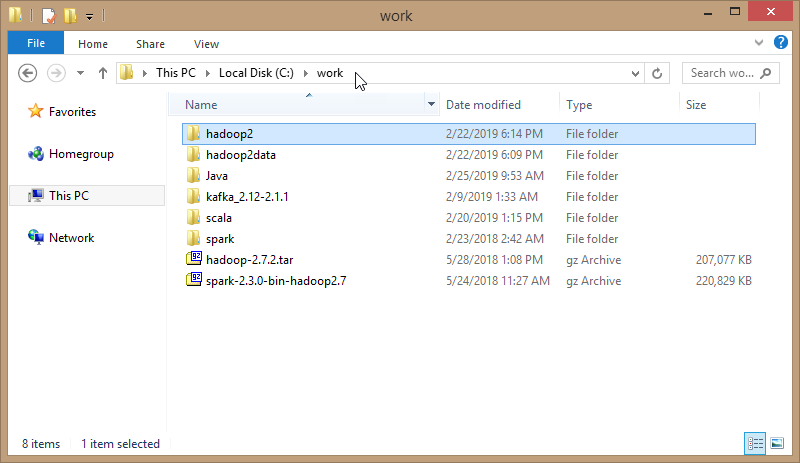 work
File Home Share View
This PC Local Disk (C:) work Search wo...
Name Date modified Type Size
Favorites
Homegroup
This PC
Network
hadoop2 2/22/2019 6:14 PM File folder
hadoop2data 2/22/2019 6:09 PM File folder
Java 2/25/2019 9:53 AM File folder
kafka_2.12-2.1.1 2/9/2019 1:33 AM File folder
scala 2/20/2019 1:15 PM File folder
spark 2/23/2018 2:42 AM File folder
hadoop-2.7.2.tar 5/28/2018 1:08 PM gz Archive 207,077 KB
spark-2.3.0-bin-hadoop2.7 5/24/2018 11:27 AM gz Archive 220,829 KB
8 items 1 item selected